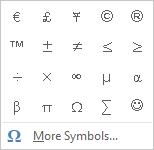 € £ ¥ © ®
™ ± ≠ ≤ ≥
÷ × ∞ µ α
β π Ω ∑ ☺
Ω More Symbols...